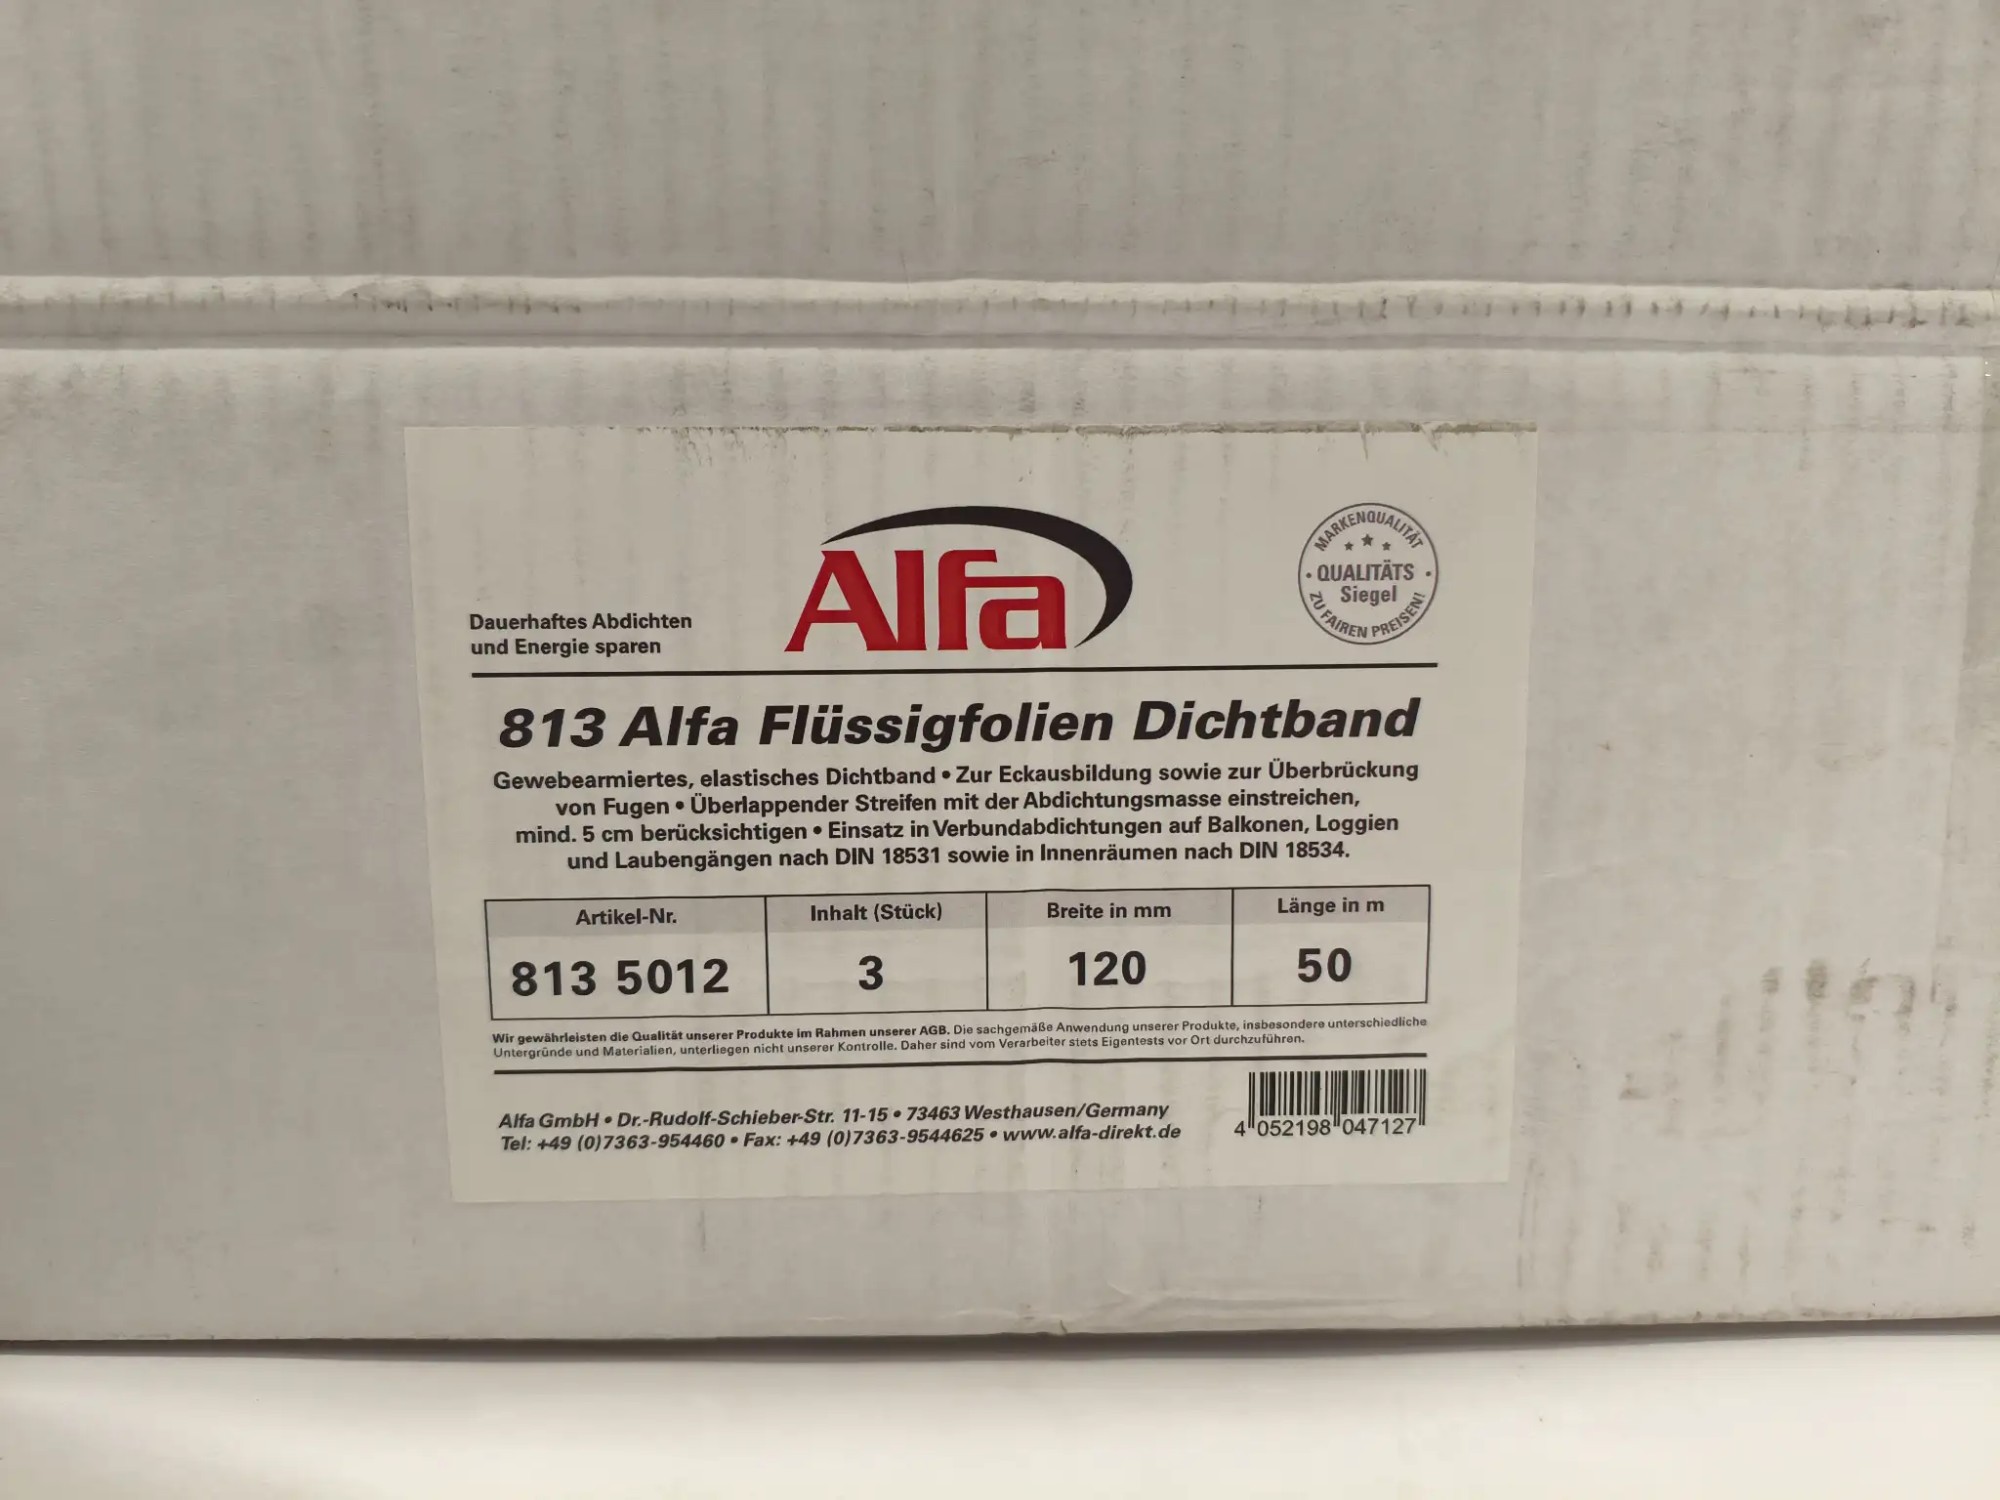 Alfa
MARKENQUALITÄT
QUALITÄTS
Siegel
ZU FAIREN PREISEN!
Dauerhaftes Abdichten
und Energie sparen
813 Alfa Flüssigfolien Dichtband
Gewebearmiertes, elastisches Dichtband • Zur Eckausbildung sowie zur Überbrückung
von Fugen • Überlappender Streifen mit der Abdichtungsmasse einstreichen,
mind. 5 cm berücksichtigen • Einsatz in Verbundabdichtungen auf Balkonen, Loggien
und Laubengängen nach DIN 18531 sowie in Innenräumen nach DIN 18534.
Artikel-Nr. Inhalt (Stück) Breite in mm Länge in m
813 5012 3 120 50
Wir gewährleisten die Qualität unserer Produkte im Rahmen unserer AGB. Die sachgemäße Anwendung unserer Produkte, insbesondere unterschiedliche
Untergründe und Materialien, unterliegen nicht unserer Kontrolle. Daher sind vom Verarbeiter stets Eigentests vor Ort durchzuführen.
Alfa GmbH • Dr.-Rudolf-Schieber-Str. 11-15 • 73463 Westhausen/Germany
Tel: +49 (0)7363-954460 • Fax: +49 (0)7363-9544625 • www.alfa-direkt.de
4 052198 047127